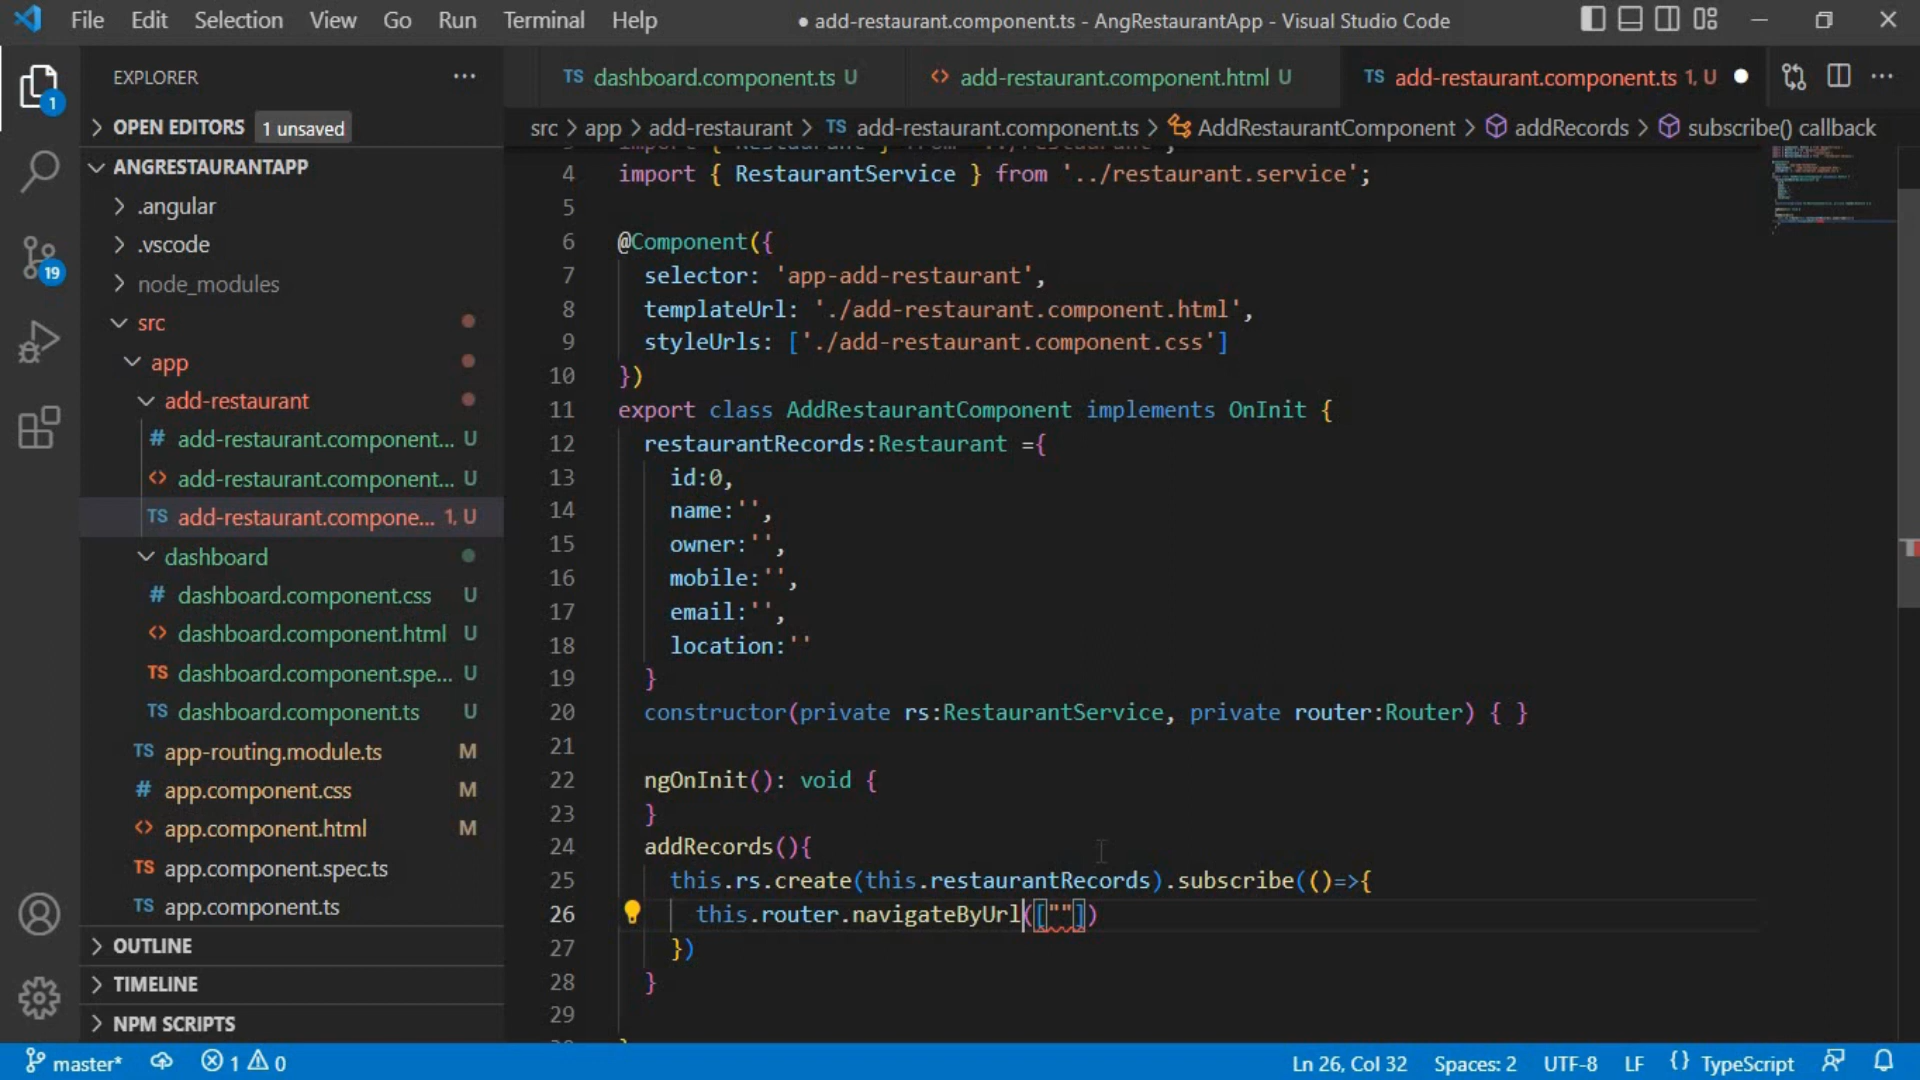 File Edit Selection View Go Run Terminal Help
● add-restaurant.component.ts - AngRestaurantApp - Visual Studio Code
EXPLORER ···
TS dashboard.component.ts U
<> add-restaurant.component.html U
TS add-restaurant.component.ts 1, U
OPEN EDITORS 1 unsaved
src > app > add-restaurant > TS add-restaurant.component.ts > AddRestaurantComponent > addRecords > subscribe() callback
ANGRESTAURANTAPP
.angular
.vscode
node_modules
src
app
add-restaurant
# add-restaurant.component... U
<> add-restaurant.component... U
TS add-restaurant.compone... 1, U
dashboard
# dashboard.component.css U
<> dashboard.component.html U
TS dashboard.component.spe... U
TS dashboard.component.ts U
TS app-routing.module.ts M
# app.component.css M
<> app.component.html M
TS app.component.spec.ts
TS app.component.ts
OUTLINE
TIMELINE
NPM SCRIPTS
1
19
4 import { RestaurantService } from '../restaurant.service';
5
6 @Component({
7 selector: 'app-add-restaurant',
8 templateUrl: './add-restaurant.component.html',
9 styleUrls: ['./add-restaurant.component.css']
10 })
11 export class AddRestaurantComponent implements OnInit {
12 restaurantRecords:Restaurant ={
13 id:0,
14 name:'',
15 owner:'',
16 mobile:'',
17 email:'',
18 location:''
19 }
20 constructor(private rs:RestaurantService, private router:Router) { }
21
22 ngOnInit(): void {
23 }
24 addRecords(){
25 this.rs.create(this.restaurantRecords).subscribe(()=>{
26 this.router.navigateByUrl([""])
27 })
28 }
29
master* 1 0
Ln 26, Col 32 Spaces: 2 UTF-8 LF {} TypeScript